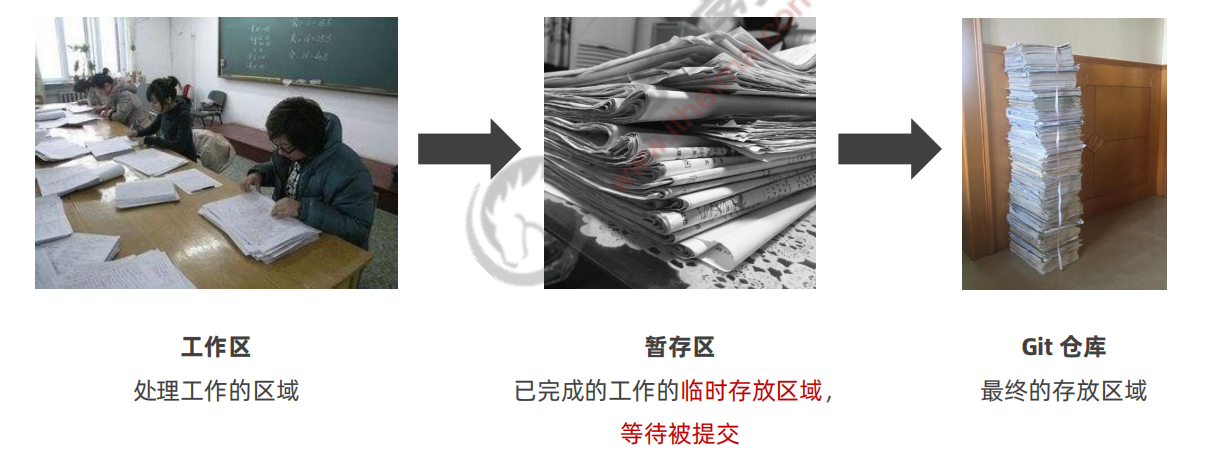 工作区
处理工作的区域
暂存区
已完成的工作的临时存放区域，
等待被提交
Git 仓库
最终的存放区域